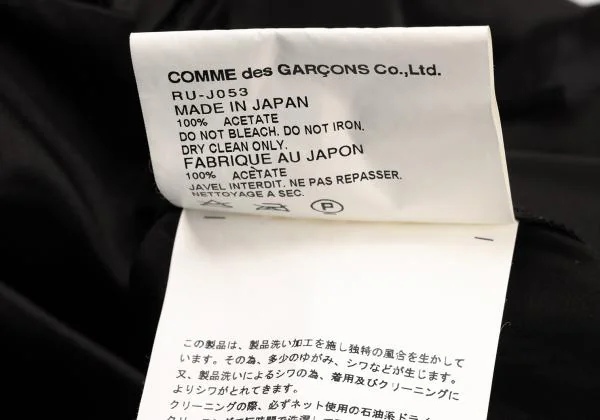 COMME des GARÇONS Co.,Ltd.
RU-J053
MADE IN JAPAN
100% ACETATE
DO NOT BLEACH. DO NOT IRON.
DRY CLEAN ONLY.
FABRIQUE AU JAPON
100% ACÉTATE
JAVEL INTERDIT. NE PAS REPASSER.
NETTOYAGE A SEC.
P
この製品は、製品洗い加工を施し独特の風合を生かして
います。その為、多少のゆがみ、シワなどが生じます。
又、製品洗いによるシワの為、着用及びクリーニングに
よりシワがとれてきます。
クリーニングの際、必ずネット使用の石油系ドライ